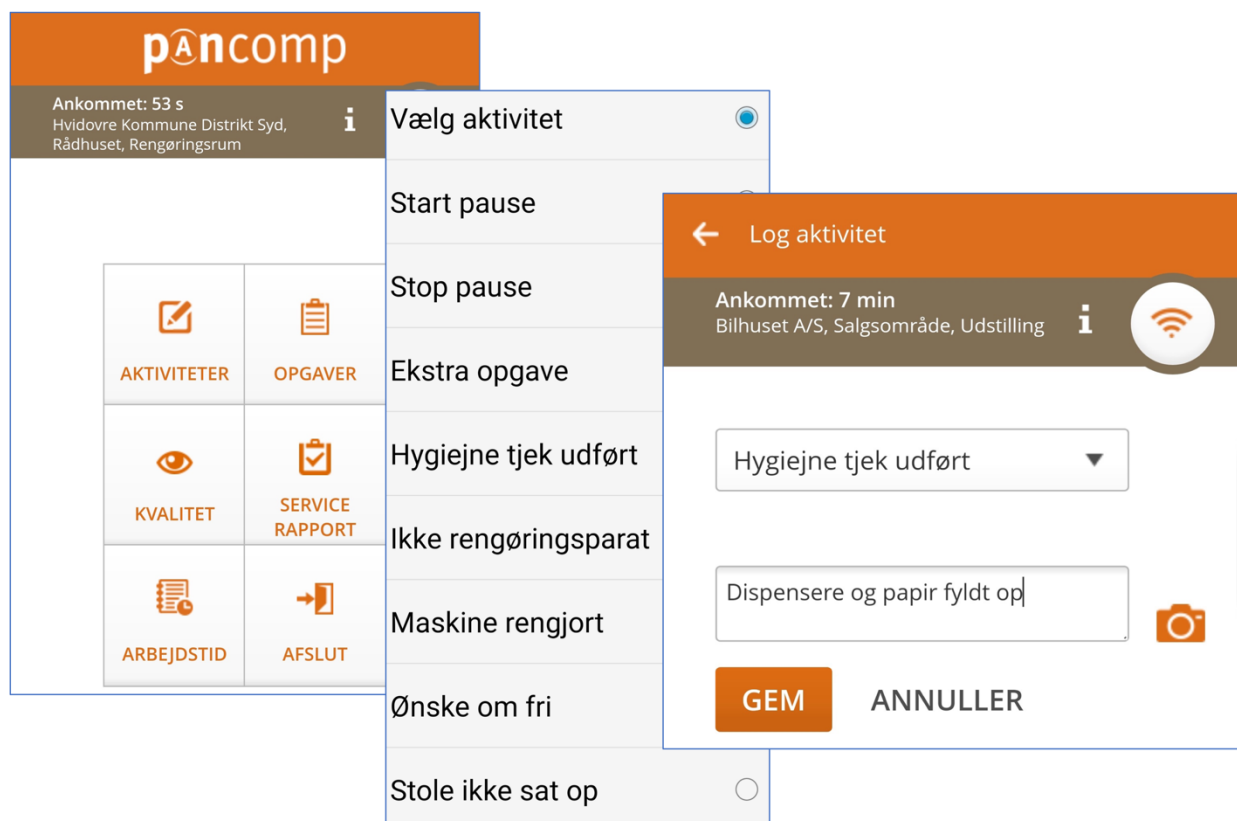 pancomp
Ankommet: 53 s
Hvidovre Kommune Distrikt Syd,
Rådhuset, Rengøringsrum
AKTIVITETER
OPGAVER
KVALITET
SERVICE
RAPPORT
ARBEJDSTID
AFSLUT
Vælg aktivitet
Start pause
Stop pause
Ekstra opgave
Hygiejne tjek udført
Ikke rengøringsparat
Maskine rengjort
Ønske om fri
Stole ikke sat op
Log aktivitet
Ankommet: 7 min
Bilhuset A/S, Salgsområde, Udstilling
Hygiejne tjek udført
Dispensere og papir fyldt op
GEM
ANNULLER